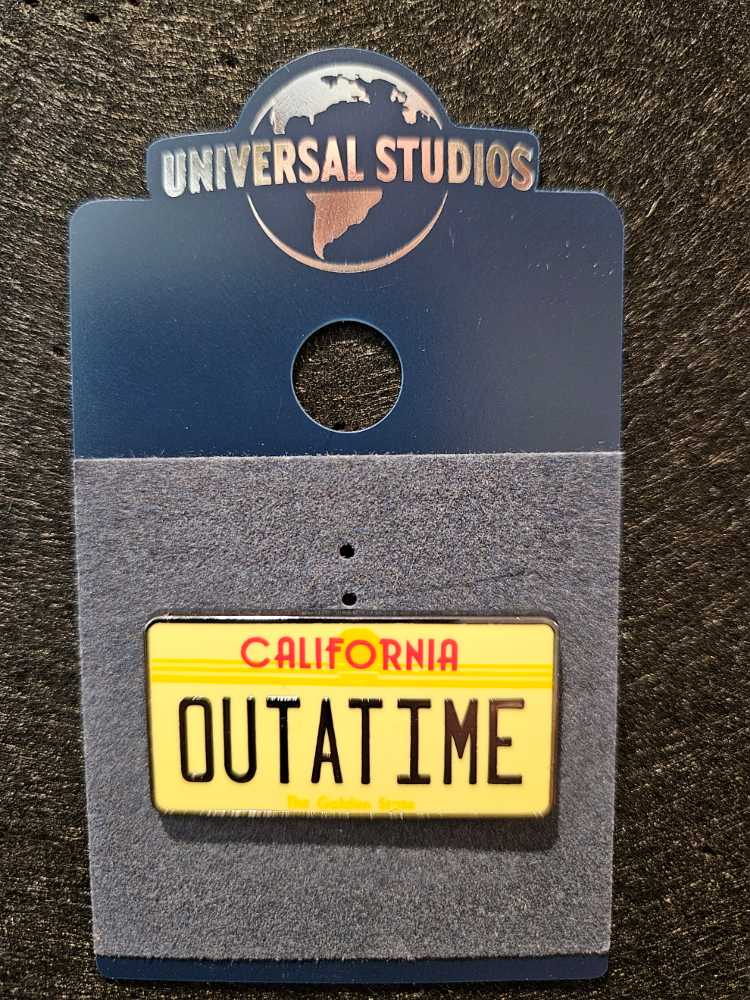 UNIVERSAL STUDIOS
CALIFORNIA
OUTATIME
The Golden State